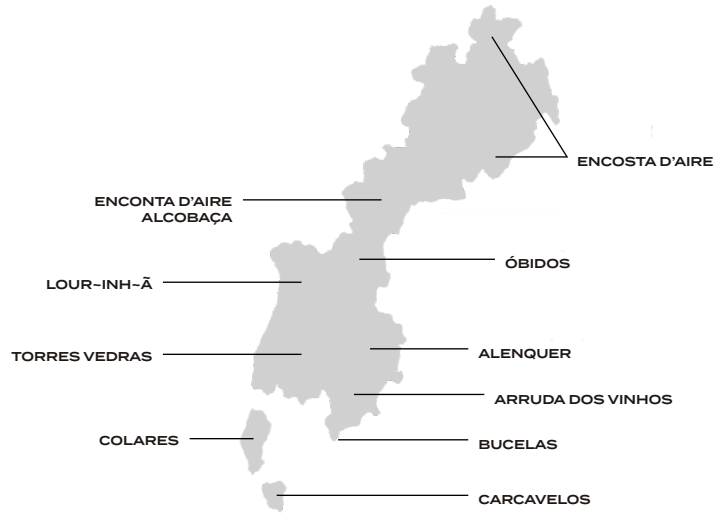 ENCOSTA D'AIRE
ENCONTA D'AIRE
ALCOBAÇA
ÓBIDOS
LOUR~INH~Ã
TORRES VEDRAS
ALENQUER
ARRUDA DOS VINHOS
COLARES
BUCELAS
CARCAVELOS